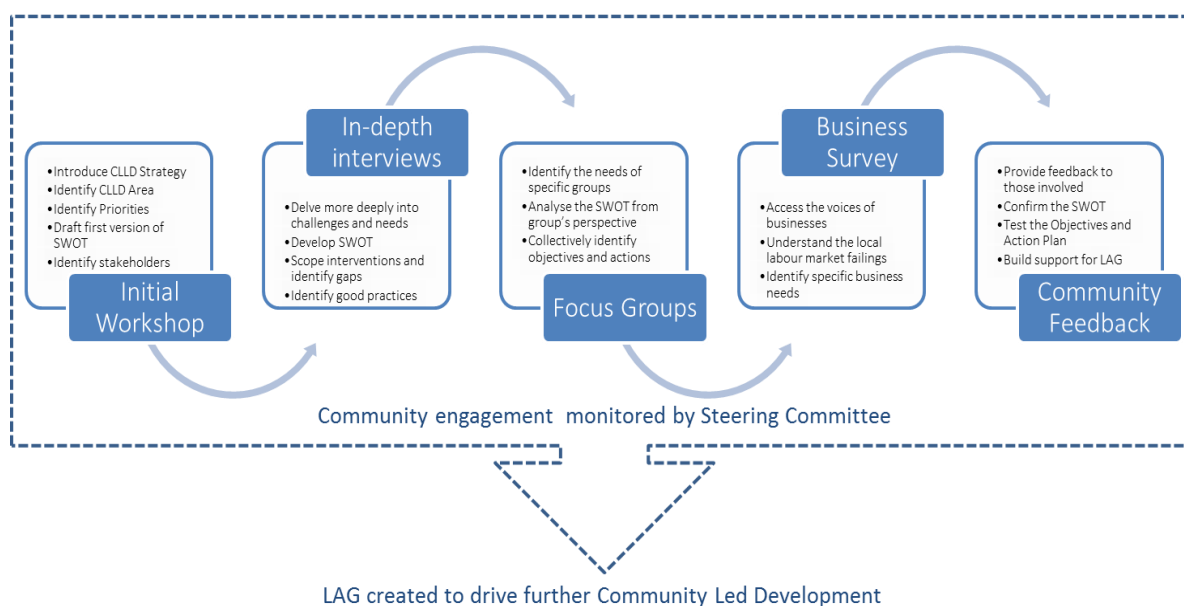 •Introduce CLLD Strategy
•Identify CLLD Area
•Identify Priorities
•Draft first version of
SWOT
•Identify stakeholders
Initial
Workshop
In-depth
interviews
•Delve more deeply into
challenges and needs
•Develop SWOT
•Scope interventions and
identify gaps
•Identify good practices
•Identify the needs of
specific groups
•Analyse the SWOT from
group's perspective
•Collectively identify
objectives and actions
Focus Groups
Business
Survey
•Access the voices of
businesses
•Understand the local
labour market failings
•Identify specific business
needs
•Provide feedback to
those involved
•Confirm the SWOT
•Test the Objectives and
Action Plan
•Build support for LAG
Community
Feedback
Community engagement monitored by Steering Committee
LAG created to drive further Community Led Development